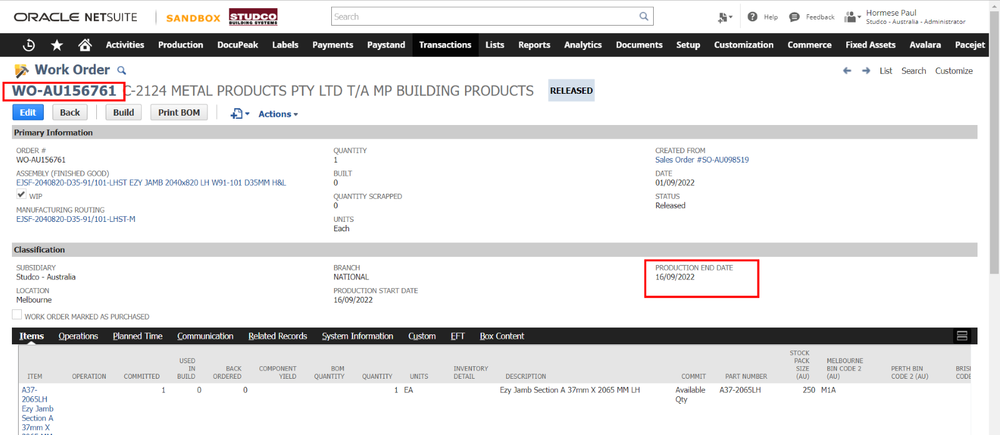 ORACLE NETSUITE SANDBOX STUDCO BUILDING SYSTEMS Search Help Feedback Hormese Paul
Studco - Australia - Administrator
Activities Production DocuPeak Labels Payments Paystand Transactions Lists Reports Analytics Documents Setup Customization Commerce Fixed Assets Avalara Pacejet
Work Order List Search Customize
WO-AU156761 C-2124 METAL PRODUCTS PTY LTD T/A MP BUILDING PRODUCTS RELEASED
Edit Back Build Print BOM Actions
Primary Information
ORDER #
WO-AU156761
ASSEMBLY (FINISHED GOOD)
EJSF-2040820-D35-91/101-LHST EZY JAMB 2040x820 LH W91-101 D35MM H&L
WIP
MANUFACTURING ROUTING
EJSF-2040820-D35-91/101-LHST-M
QUANTITY
1
BUILT
0
QUANTITY SCRAPPED
0
UNITS
Each
CREATED FROM
Sales Order #SO-AU098519
DATE
01/09/2022
STATUS
Released
Classification
SUBSIDIARY
Studco - Australia
LOCATION
Melbourne
WORK ORDER MARKED AS PURCHASED
BRANCH
NATIONAL
PRODUCTION START DATE
16/09/2022
PRODUCTION END DATE
16/09/2022
Items Operations Planned Time Communication Related Records System Information Custom EFT Box Content
ITEM OPERATION COMMITTED USED IN BUILD BACK ORDERED COMPONENT YIELD BOM QUANTITY QUANTITY UNITS INVENTORY DETAIL DESCRIPTION COMMIT PART NUMBER STOCK PACK SIZE (AU) MELBOURNE BIN CODE 2 (AU) PERTH BIN CODE 2 (AU)
A37- 1 0 0 1 EA Ezy Jamb Section A 37mm X 2065 MM LH Available A37-2065LH 250 M1A
2065LH Qty
Ezy Jamb
Section A
37mm X